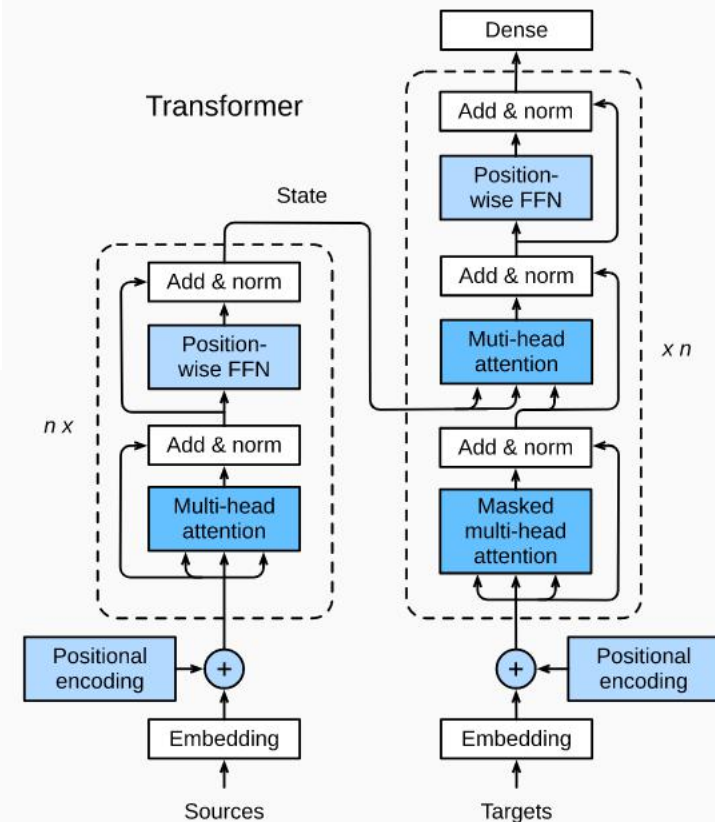 Transformer
State
n x
Add & norm
Position-
wise FFN
Add & norm
Multi-head
attention
Positional
encoding
+
Embedding
Sources
Dense
Add & norm
Position-
wise FFN
Add & norm
Muti-head
attention
x n
Add & norm
Masked
multi-head
attention
+
Positional
encoding
Embedding
Targets